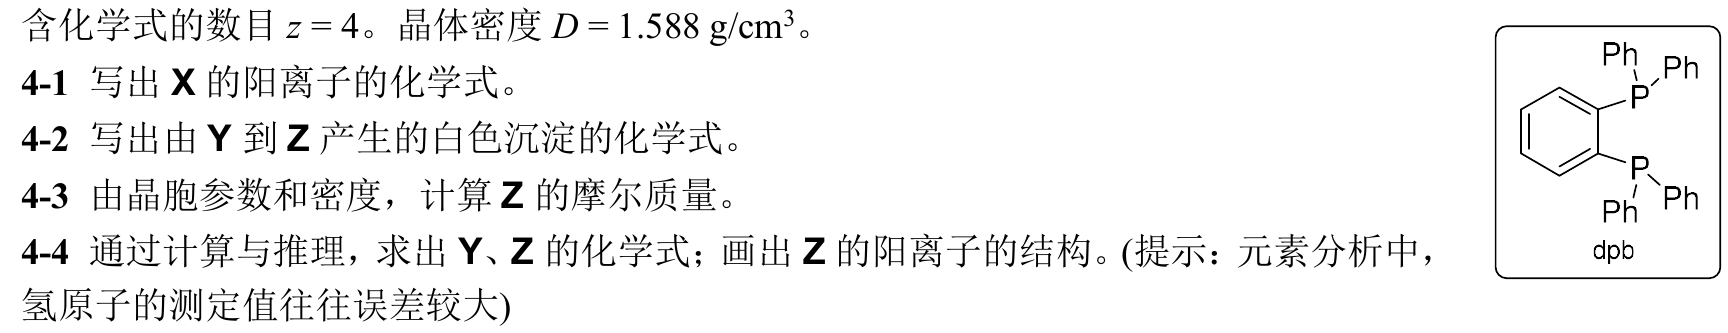 含化学式的数目 z = 4。晶体密度 D = 1.588 g/cm³。
4-1 写出 X 的阳离子的化学式。
4-2 写出由 Y 到 Z 产生的白色沉淀的化学式。
4-3 由晶胞参数和密度，计算 Z 的摩尔质量。
4-4 通过计算与推理，求出 Y、Z 的化学式；画出 Z 的阳离子的结构。(提示：元素分析中，
氢原子的测定值往往误差较大)
Ph Ph
P
P
Ph Ph
dpb